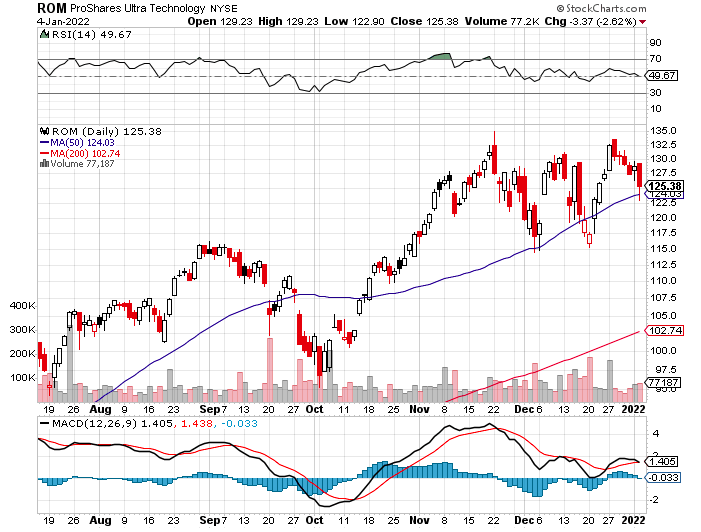 ROM ProShares Ultra Technology NYSE © StockCharts.com
4-Jan-2022 Open 129.23 High 129.23 Low 122.90 Close 125.38 Volume 77.2K Chg -3.37 (-2.62%)
RSI(14) 49.67
90
70
49.67
30
10
ROM (Daily) 125.38
MA(50) 124.03
MA(200) 102.74
Volume 77,187
135.0
132.5
130.0
127.5
125.38
124.03
122.5
120.0
117.5
115.0
112.5
110.0
107.5
105.0
102.74
100.0
97.5
95.0
77187
400K
300K
200K
100K
19 26 Aug 9 16 23 Sep 7 13 20 27 Oct 11 18 25 Nov 8 15 22 Dec 6 13 20 27 2022
MACD(12,26,9) 1.405, 1.438, -0.033
4
1.405
-0.033
-2
19 26 Aug 9 16 23 Sep 7 13 20 27 Oct 11 18 25 Nov 8 15 22 Dec 6 13 20 27 2022